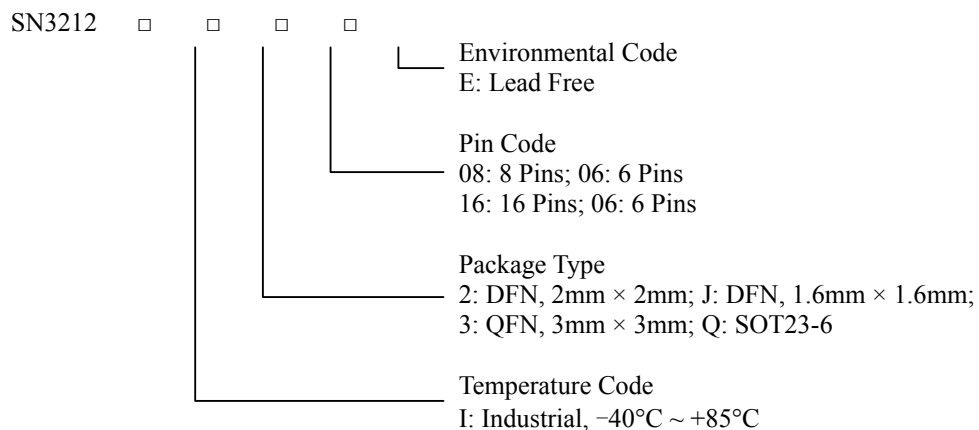 SN3212 □ □ □ □
Environmental Code
E: Lead Free
Pin Code
08: 8 Pins; 06: 6 Pins
16: 16 Pins; 06: 6 Pins
Package Type
2: DFN, 2mm × 2mm; J: DFN, 1.6mm × 1.6mm;
3: QFN, 3mm × 3mm; Q: SOT23-6
Temperature Code
I: Industrial, −40°C ~ +85°C